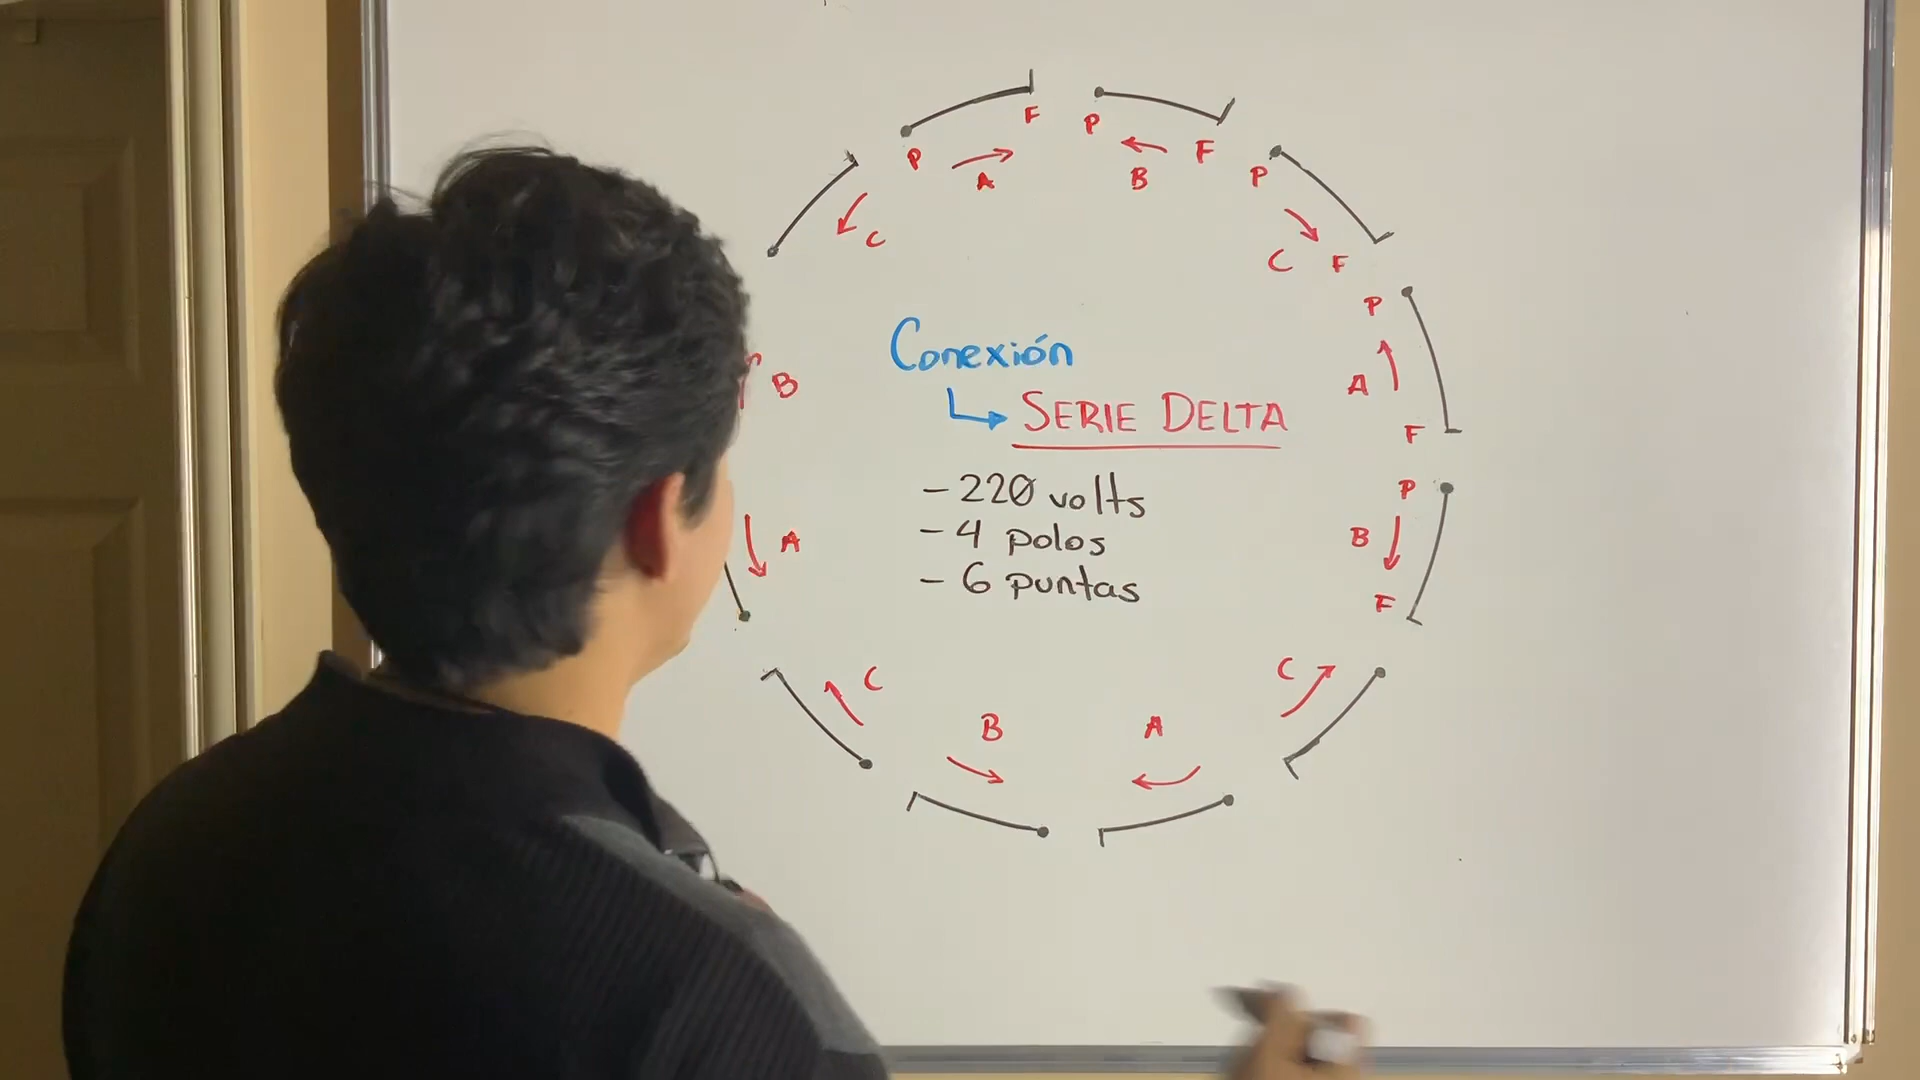 F P
P A B F P
C C F
P
Conexión
B A
SERIE DELTA
F
- 220 volts P
- 4 polos B
A
- 6 puntas
F
C C
B A